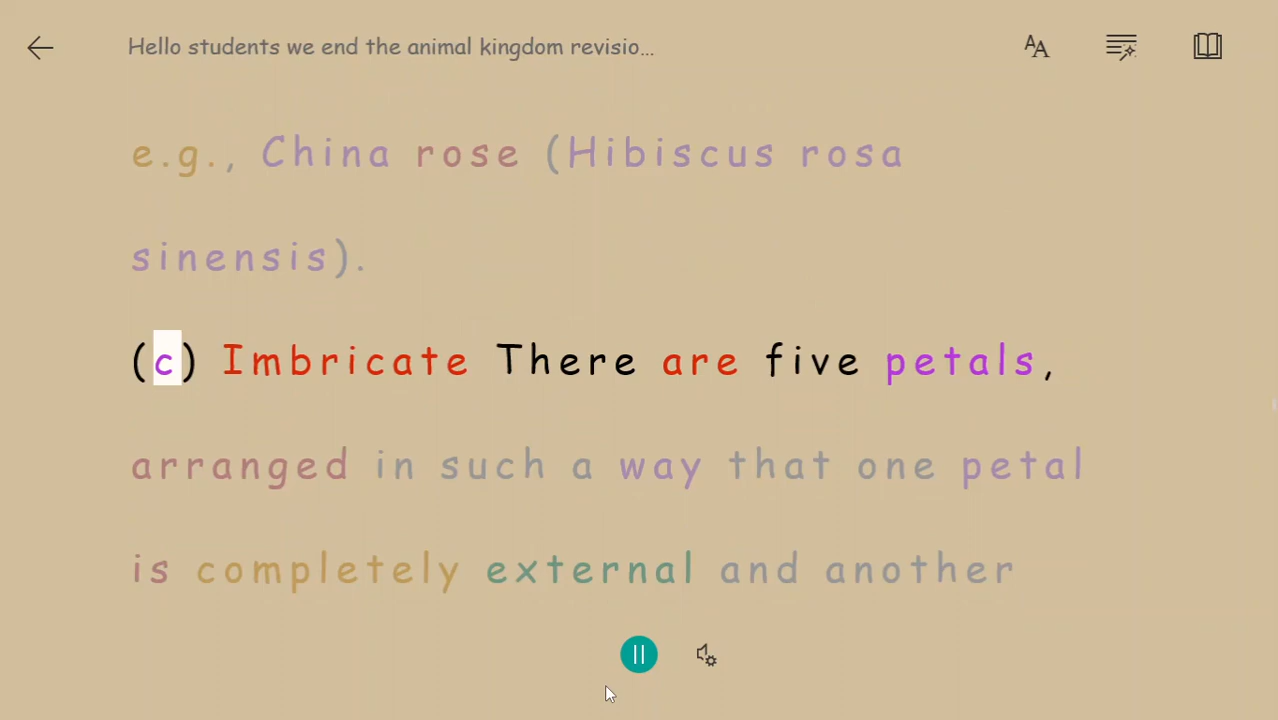 Hello students we end the animal kingdom revisio...
e.g., China rose (Hibiscus rosa
sinensis).
(c) Imbricate There are five petals,
arranged in such a way that one petal
is completely external and another